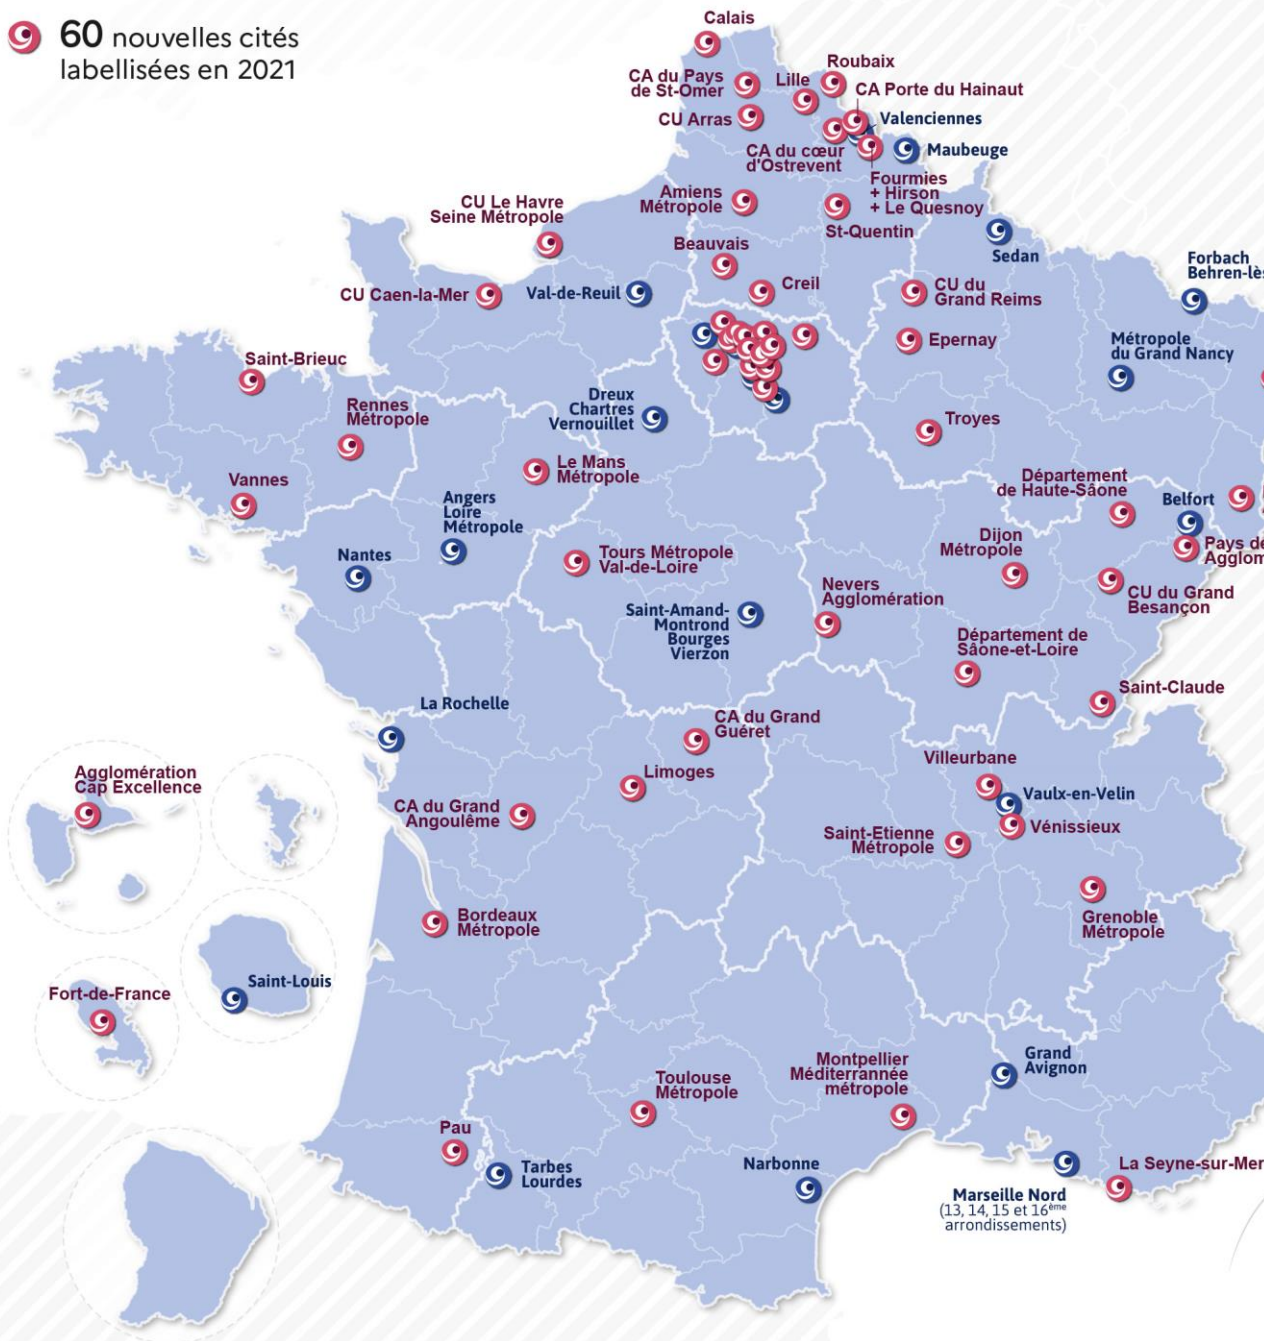 60 nouvelles cités
labellisées en 2021
Calais
CA du Pays
de St-Omer
Lille
Roubaix
CA Porte du Hainaut
CU Arras
Valenciennes
CA du cœur
d'Ostrevent
Maubeuge
Fourmies
+ Hirson
+ Le Quesnoy
Amiens
Métropole
CU Le Havre
Seine Métropole
St-Quentin
Beauvais
Sedan
Forbach
Creil
CU du
Grand Reims
CU Caen-la-Mer
Val-de-Reuil
Epernay
Métropole
du Grand Nancy
Saint-Brieuc
Dreux
Chartres
Vernouillet
Rennes
Métropole
Troyes
Le Mans
Métropole
Vannes
Département
de Haute-Sâone
Angers
Loire
Métropole
Belfort
Nantes
Dijon
Métropole
Pays de
Tours Métropole
Val-de-Loire
Nevers
Agglomération
CU du Grand
Besançon
Saint-Amand-
Montrond
Bourges
Vierzon
Département de
Sâone-et-Loire
Saint-Claude
La Rochelle
CA du Grand
Guéret
Villeurbane
Agglomération
Cap Excellence
Limoges
Vaulx-en-Velin
CA du Grand
Angoulême
Vénissieux
Saint-Etienne
Métropole
Bordeaux
Métropole
Grenoble
Métropole
Saint-Louis
Fort-de-France
Grand
Avignon
Montpellier
Méditerrannée
métropole
Toulouse
Métropole
Pau
Tarbes
Lourdes
Narbonne
La Seyne-sur-Mer
Marseille Nord
(13, 14, 15 et 16ème
arrondissements)